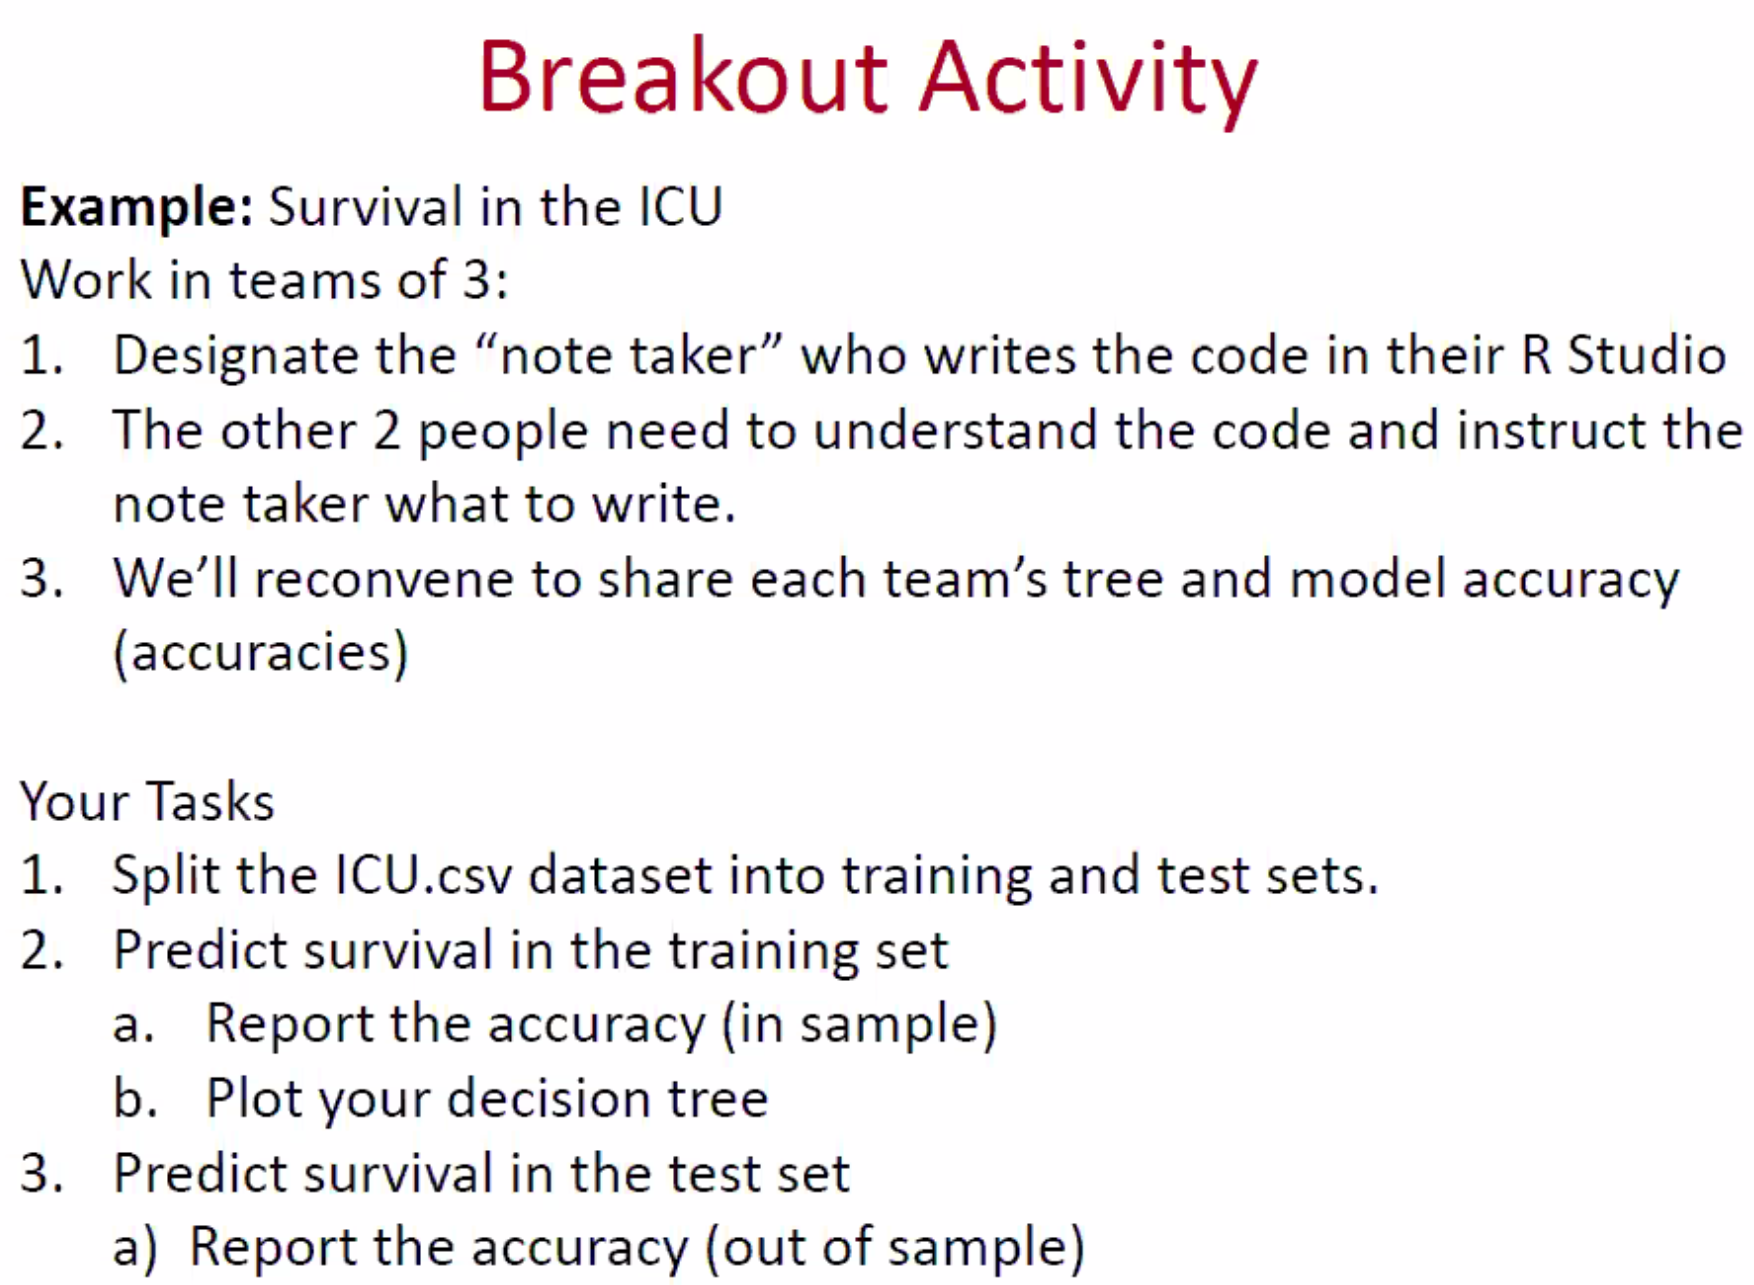 Breakout Activity
Example: Survival in the ICU
Work in teams of 3:
1. Designate the “note taker” who writes the code in their R Studio
2. The other 2 people need to understand the code and instruct the
note taker what to write.
3. We’ll reconvene to share each team’s tree and model accuracy
(accuracies)
Your Tasks
1. Split the ICU.csv dataset into training and test sets.
2. Predict survival in the training set
a. Report the accuracy (in sample)
b. Plot your decision tree
3. Predict survival in the test set
a) Report the accuracy (out of sample)